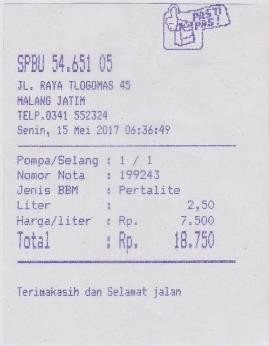 PASTI
PAS!
SPBU 54.651 05
JL. RAYA TLOGOMAS 45
MALANG JATIM
TELP.0341 552324
Senin, 15 Mei 2017 06:36:49
Pompa/Selang : 1 / 1
Nomor Nota : 199243
Jenis BBM : Pertalite
Liter : 2,50
Harga/liter : Rp. 7.500
Total : Rp. 18.750
Terimakasih dan Selamat jalan